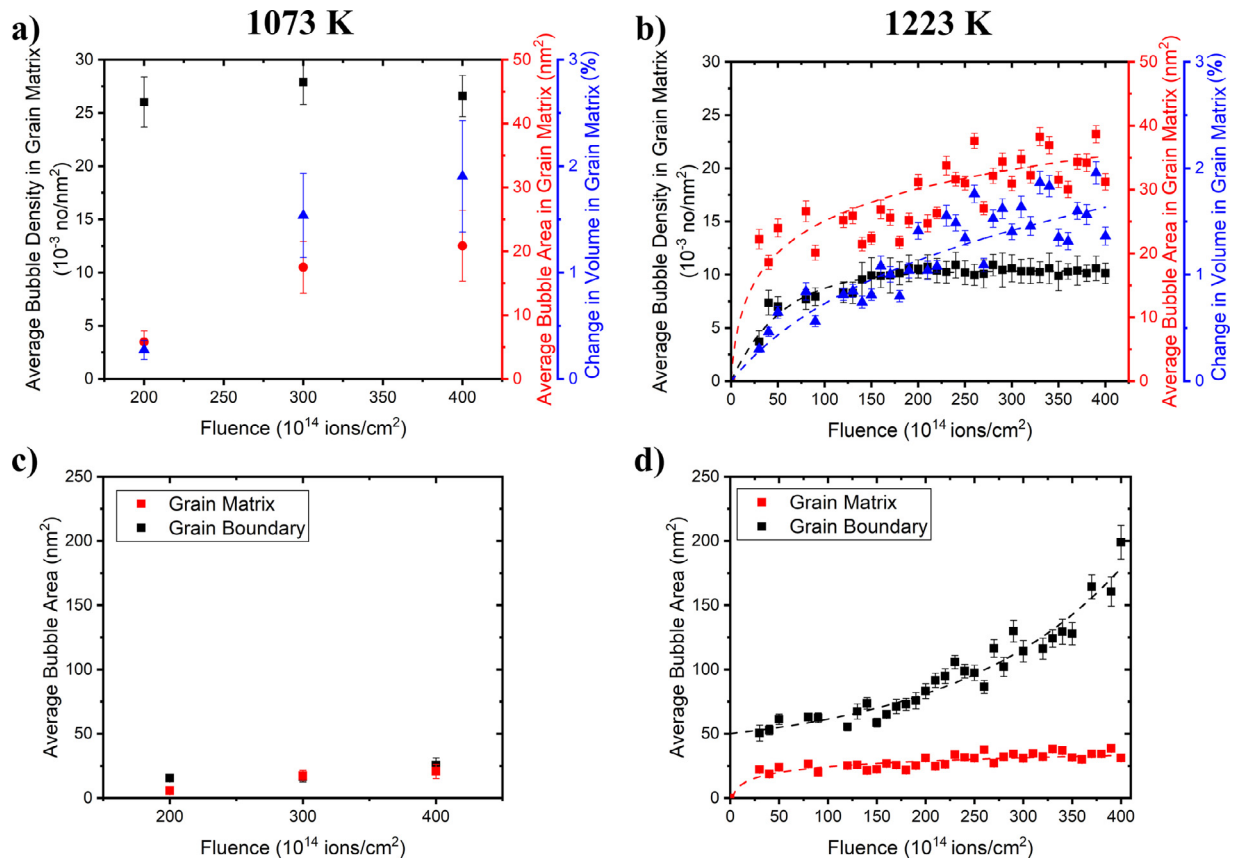 1073 K
1223 K
a)
30
25
20
15
10
5
0
Average Bubble Density in Grain Matrix
(10⁻³ no/nm²)
200 250 300 350 400
Fluence (10¹⁴ ions/cm²)
50
40
30
20
10
0
Average Bubble Area in Grain Matrix (nm²)
3
2
1
0
Change in Volume in Grain Matrix (%)
b)
30
25
20
15
10
5
0
Average Bubble Density in Grain Matrix
(10⁻³ no/nm²)
0 50 100 150 200 250 300 350 400
Fluence (10¹⁴ ions/cm²)
50
40
30
20
10
0
Average Bubble Area in Grain Matrix (nm²)
3
2
1
0
Change in Volume in Grain Matrix (%)
c)
250
200
150
100
50
0
Average Bubble Area (nm²)
Grain Matrix
Grain Boundary
200 300 400
Fluence (10¹⁴ ions/cm²)
d)
250
200
150
100
50
0
Average Bubble Area (nm²)
Grain Matrix
Grain Boundary
0 50 100 150 200 250 300 350 400
Fluence (10¹⁴ ions/cm²)